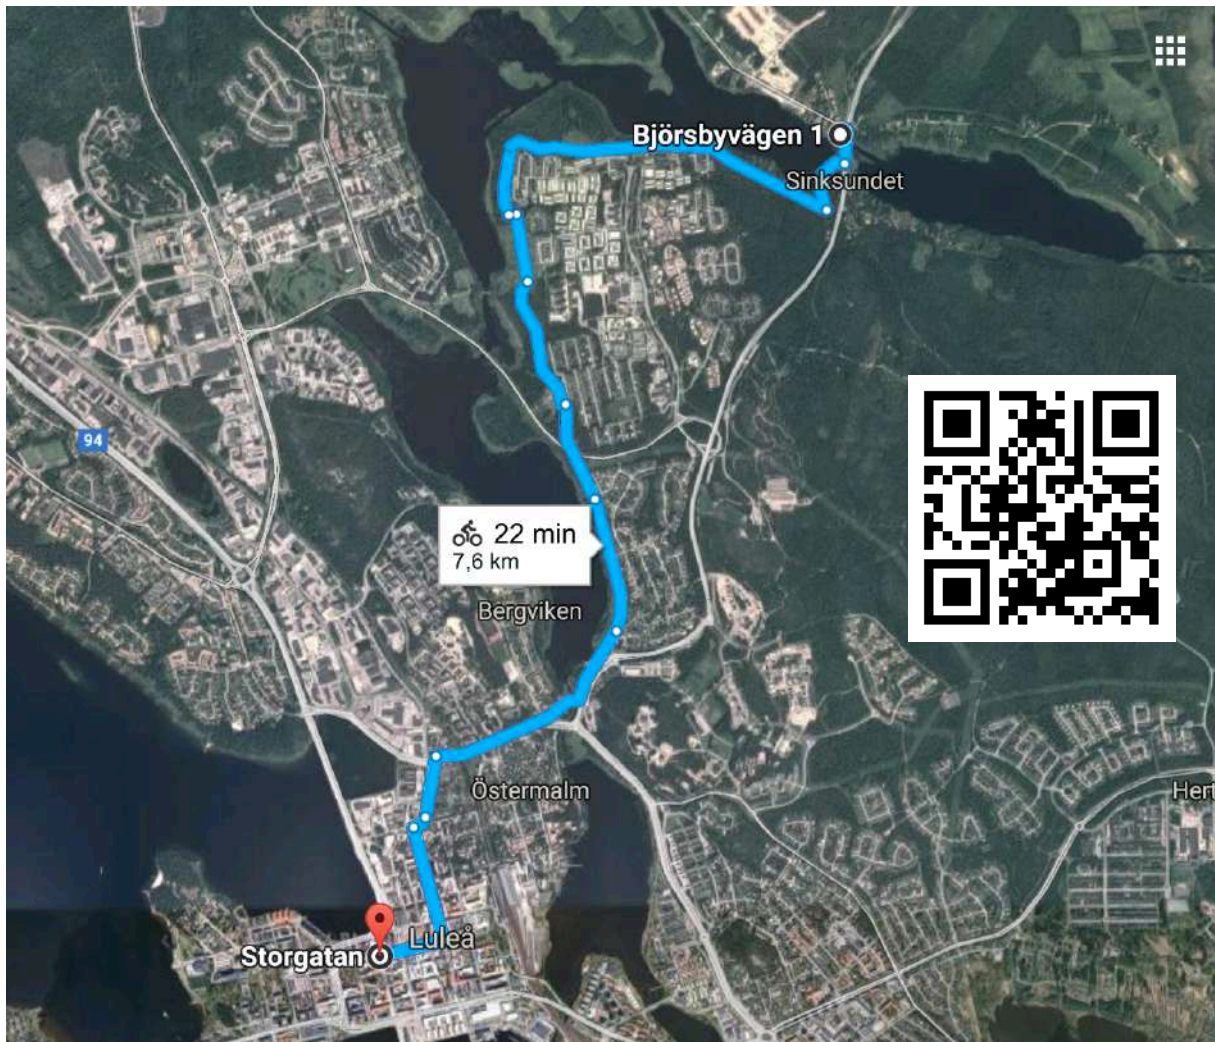 Björsbyvägen 1
Sinksundet
94
22 min
7,6 km
Bergviken
Östermalm
Hert
Luleå
Storgatan